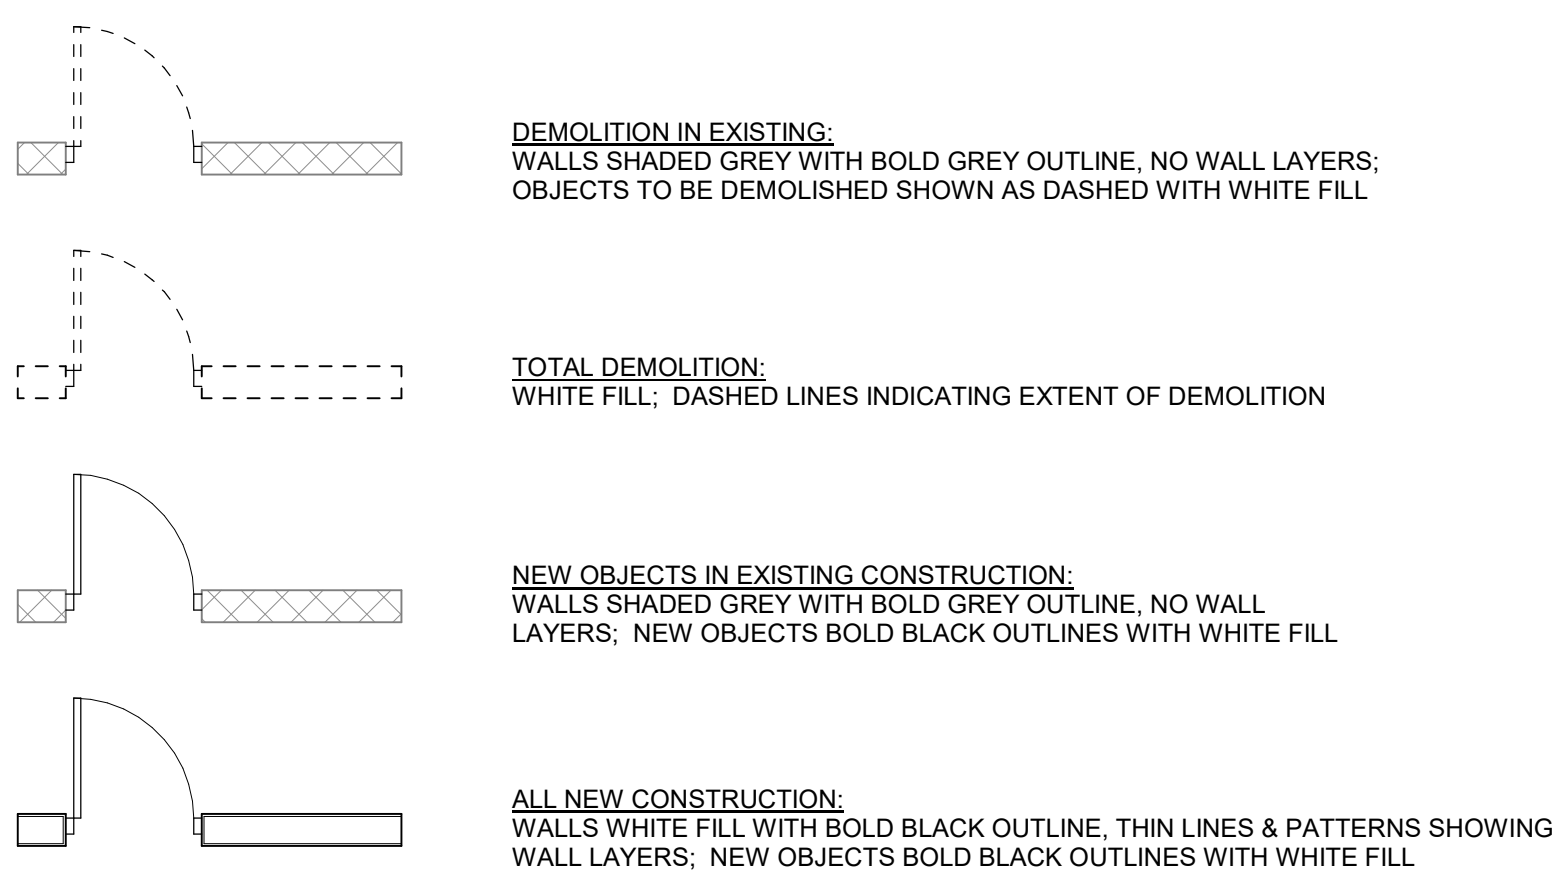 DEMOLITION IN EXISTING:
WALLS SHADED GREY WITH BOLD GREY OUTLINE, NO WALL LAYERS;
OBJECTS TO BE DEMOLISHED SHOWN AS DASHED WITH WHITE FILL
TOTAL DEMOLITION:
WHITE FILL;  DASHED LINES INDICATING EXTENT OF DEMOLITION
NEW OBJECTS IN EXISTING CONSTRUCTION:
WALLS SHADED GREY WITH BOLD GREY OUTLINE, NO WALL
LAYERS;  NEW OBJECTS BOLD BLACK OUTLINES WITH WHITE FILL
ALL NEW CONSTRUCTION:
WALLS WHITE FILL WITH BOLD BLACK OUTLINE, THIN LINES & PATTERNS SHOWING
WALL LAYERS;  NEW OBJECTS BOLD BLACK OUTLINES WITH WHITE FILL